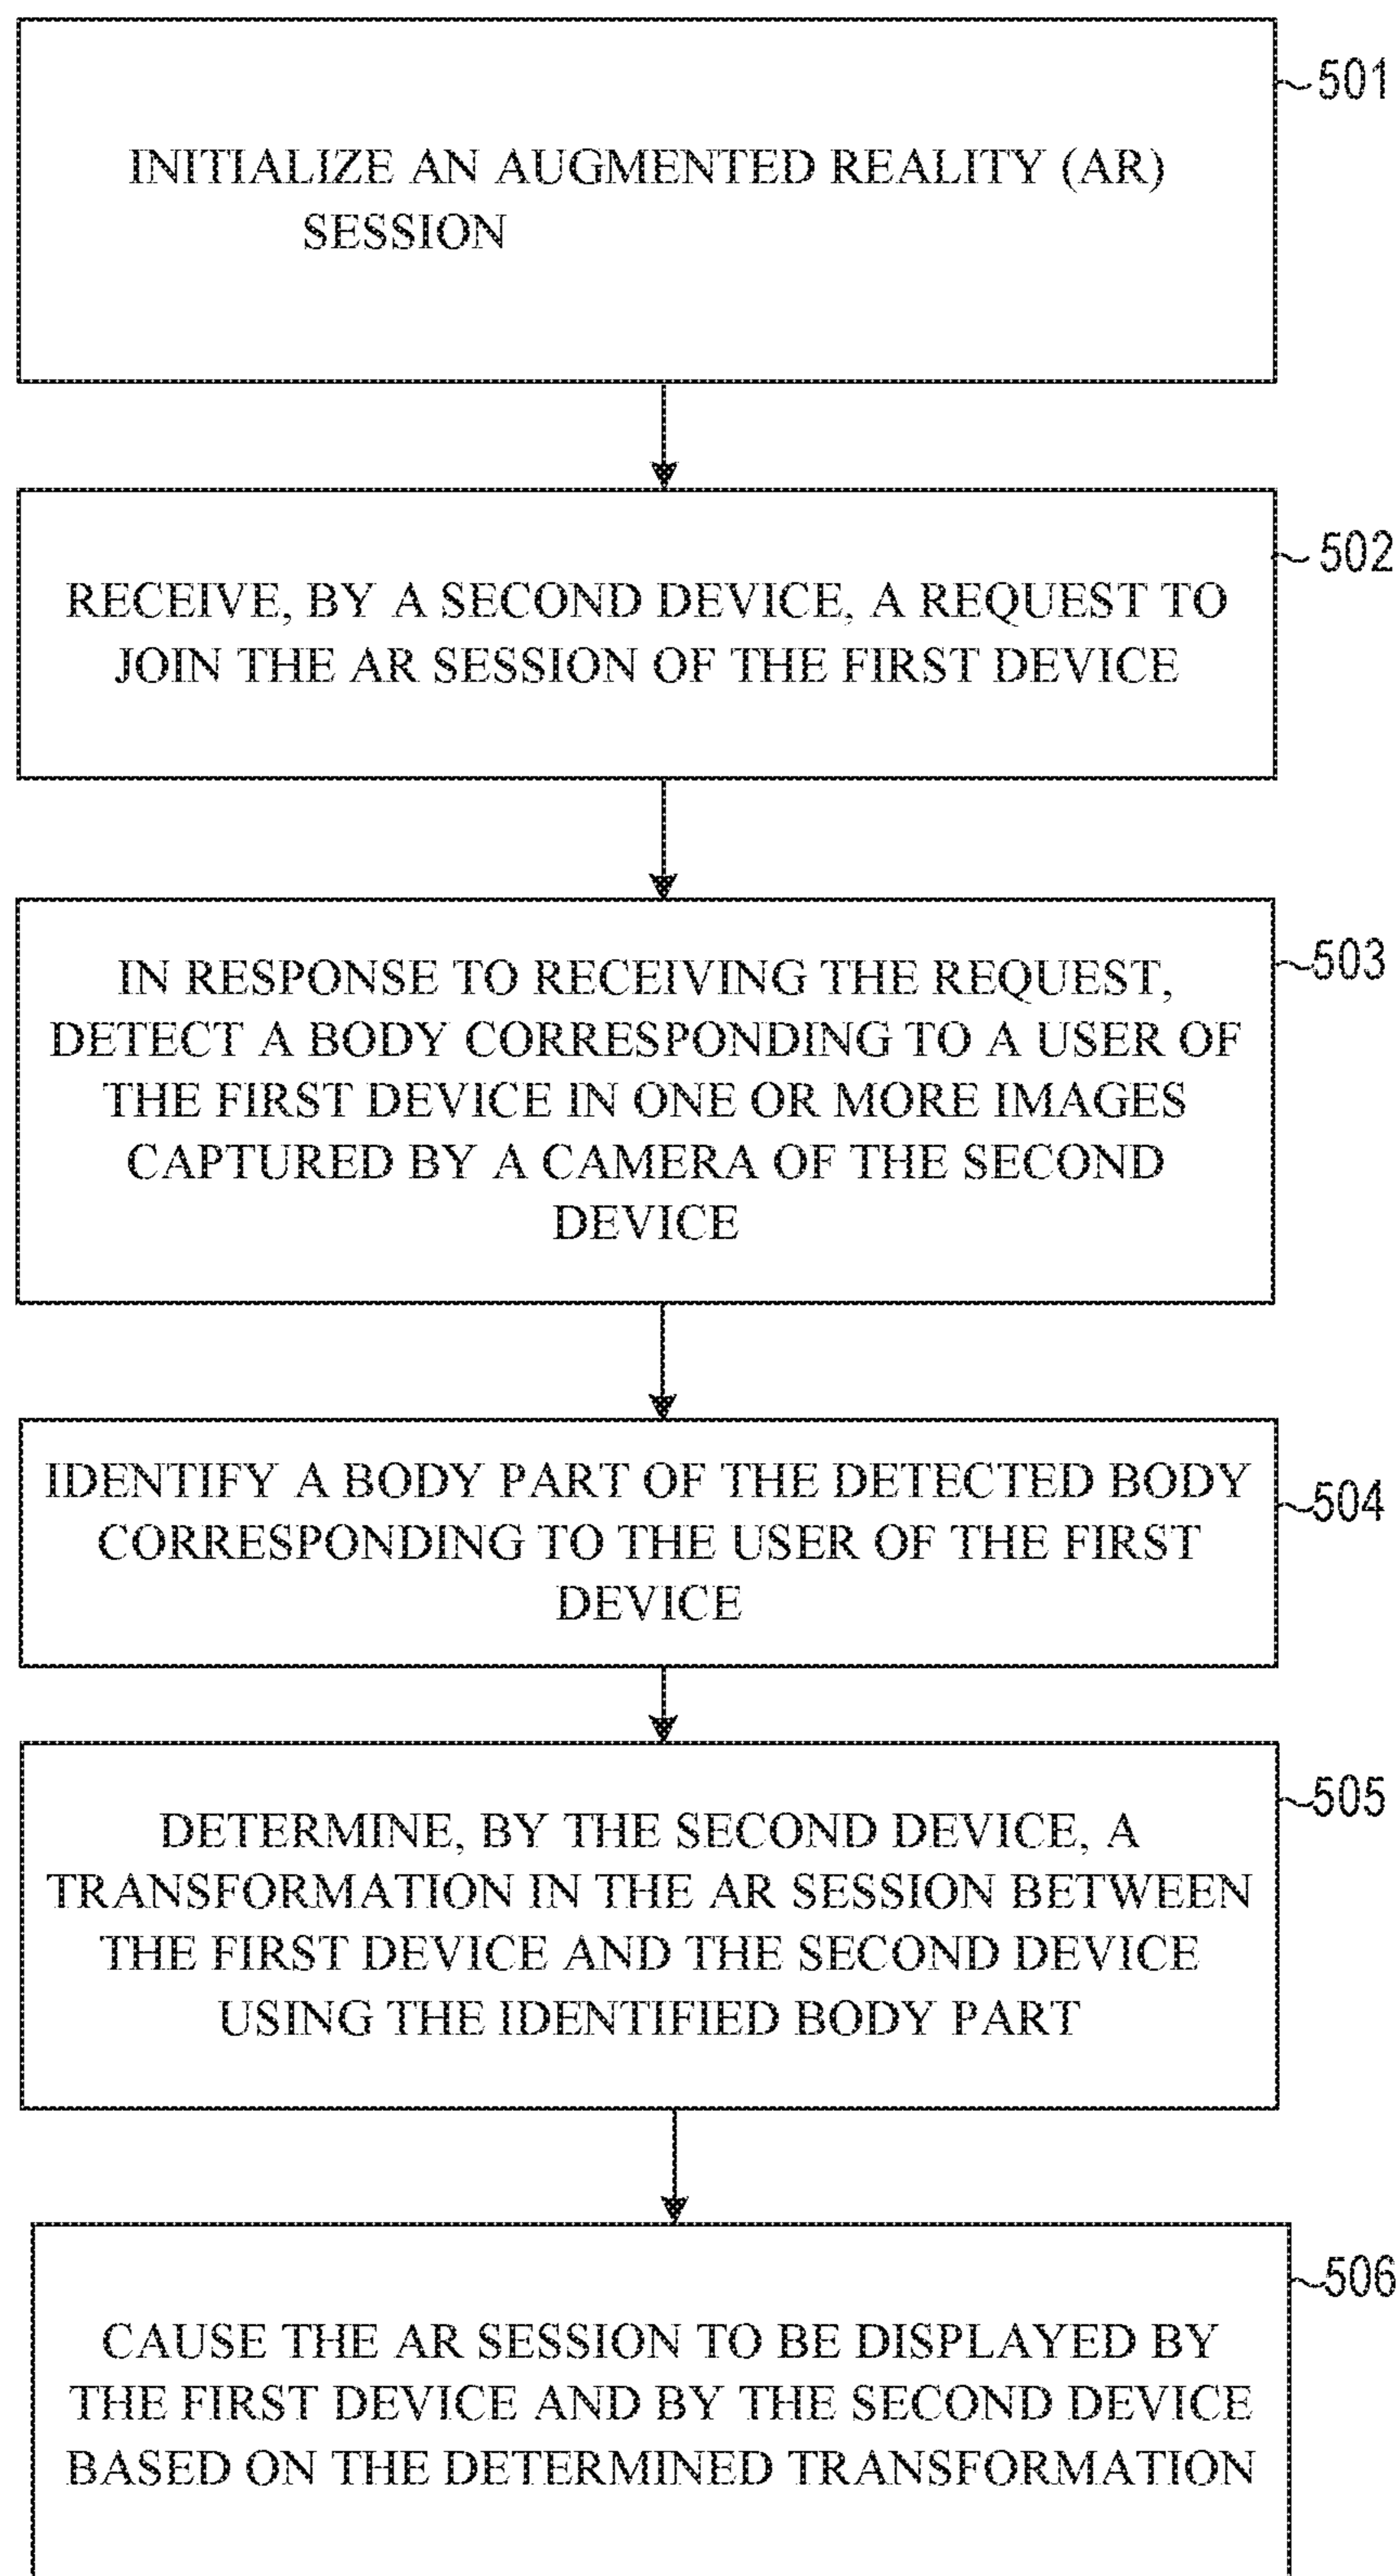 501
INITIALIZE AN AUGMENTED REALITY (AR)
SESSION
502
RECEIVE, BY A SECOND DEVICE, A REQUEST TO
JOIN THE AR SESSION OF THE FIRST DEVICE
503
IN RESPONSE TO RECEIVING THE REQUEST,
DETECT A BODY CORRESPONDING TO A USER OF
THE FIRST DEVICE IN ONE OR MORE IMAGES
CAPTURED BY A CAMERA OF THE SECOND
DEVICE
504
IDENTIFY A BODY PART OF THE DETECTED BODY
CORRESPONDING TO THE USER OF THE FIRST
DEVICE
505
DETERMINE, BY THE SECOND DEVICE, A
TRANSFORMATION IN THE AR SESSION BETWEEN
THE FIRST DEVICE AND THE SECOND DEVICE
USING THE IDENTIFIED BODY PART
506
CAUSE THE AR SESSION TO BE DISPLAYED BY
THE FIRST DEVICE AND BY THE SECOND DEVICE
BASED ON THE DETERMINED TRANSFORMATION